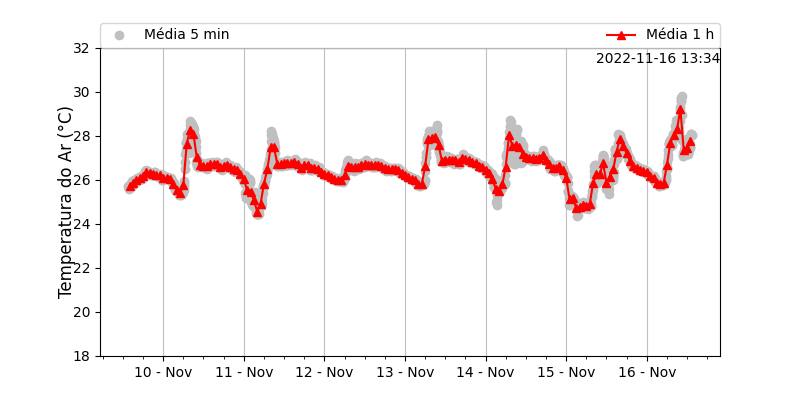 Média 5 min
Média 1 h
2022-11-16 13:34
Temperatura do Ar (°C)
32
30
28
26
24
22
20
18
10 - Nov
11 - Nov
12 - Nov
13 - Nov
14 - Nov
15 - Nov
16 - Nov